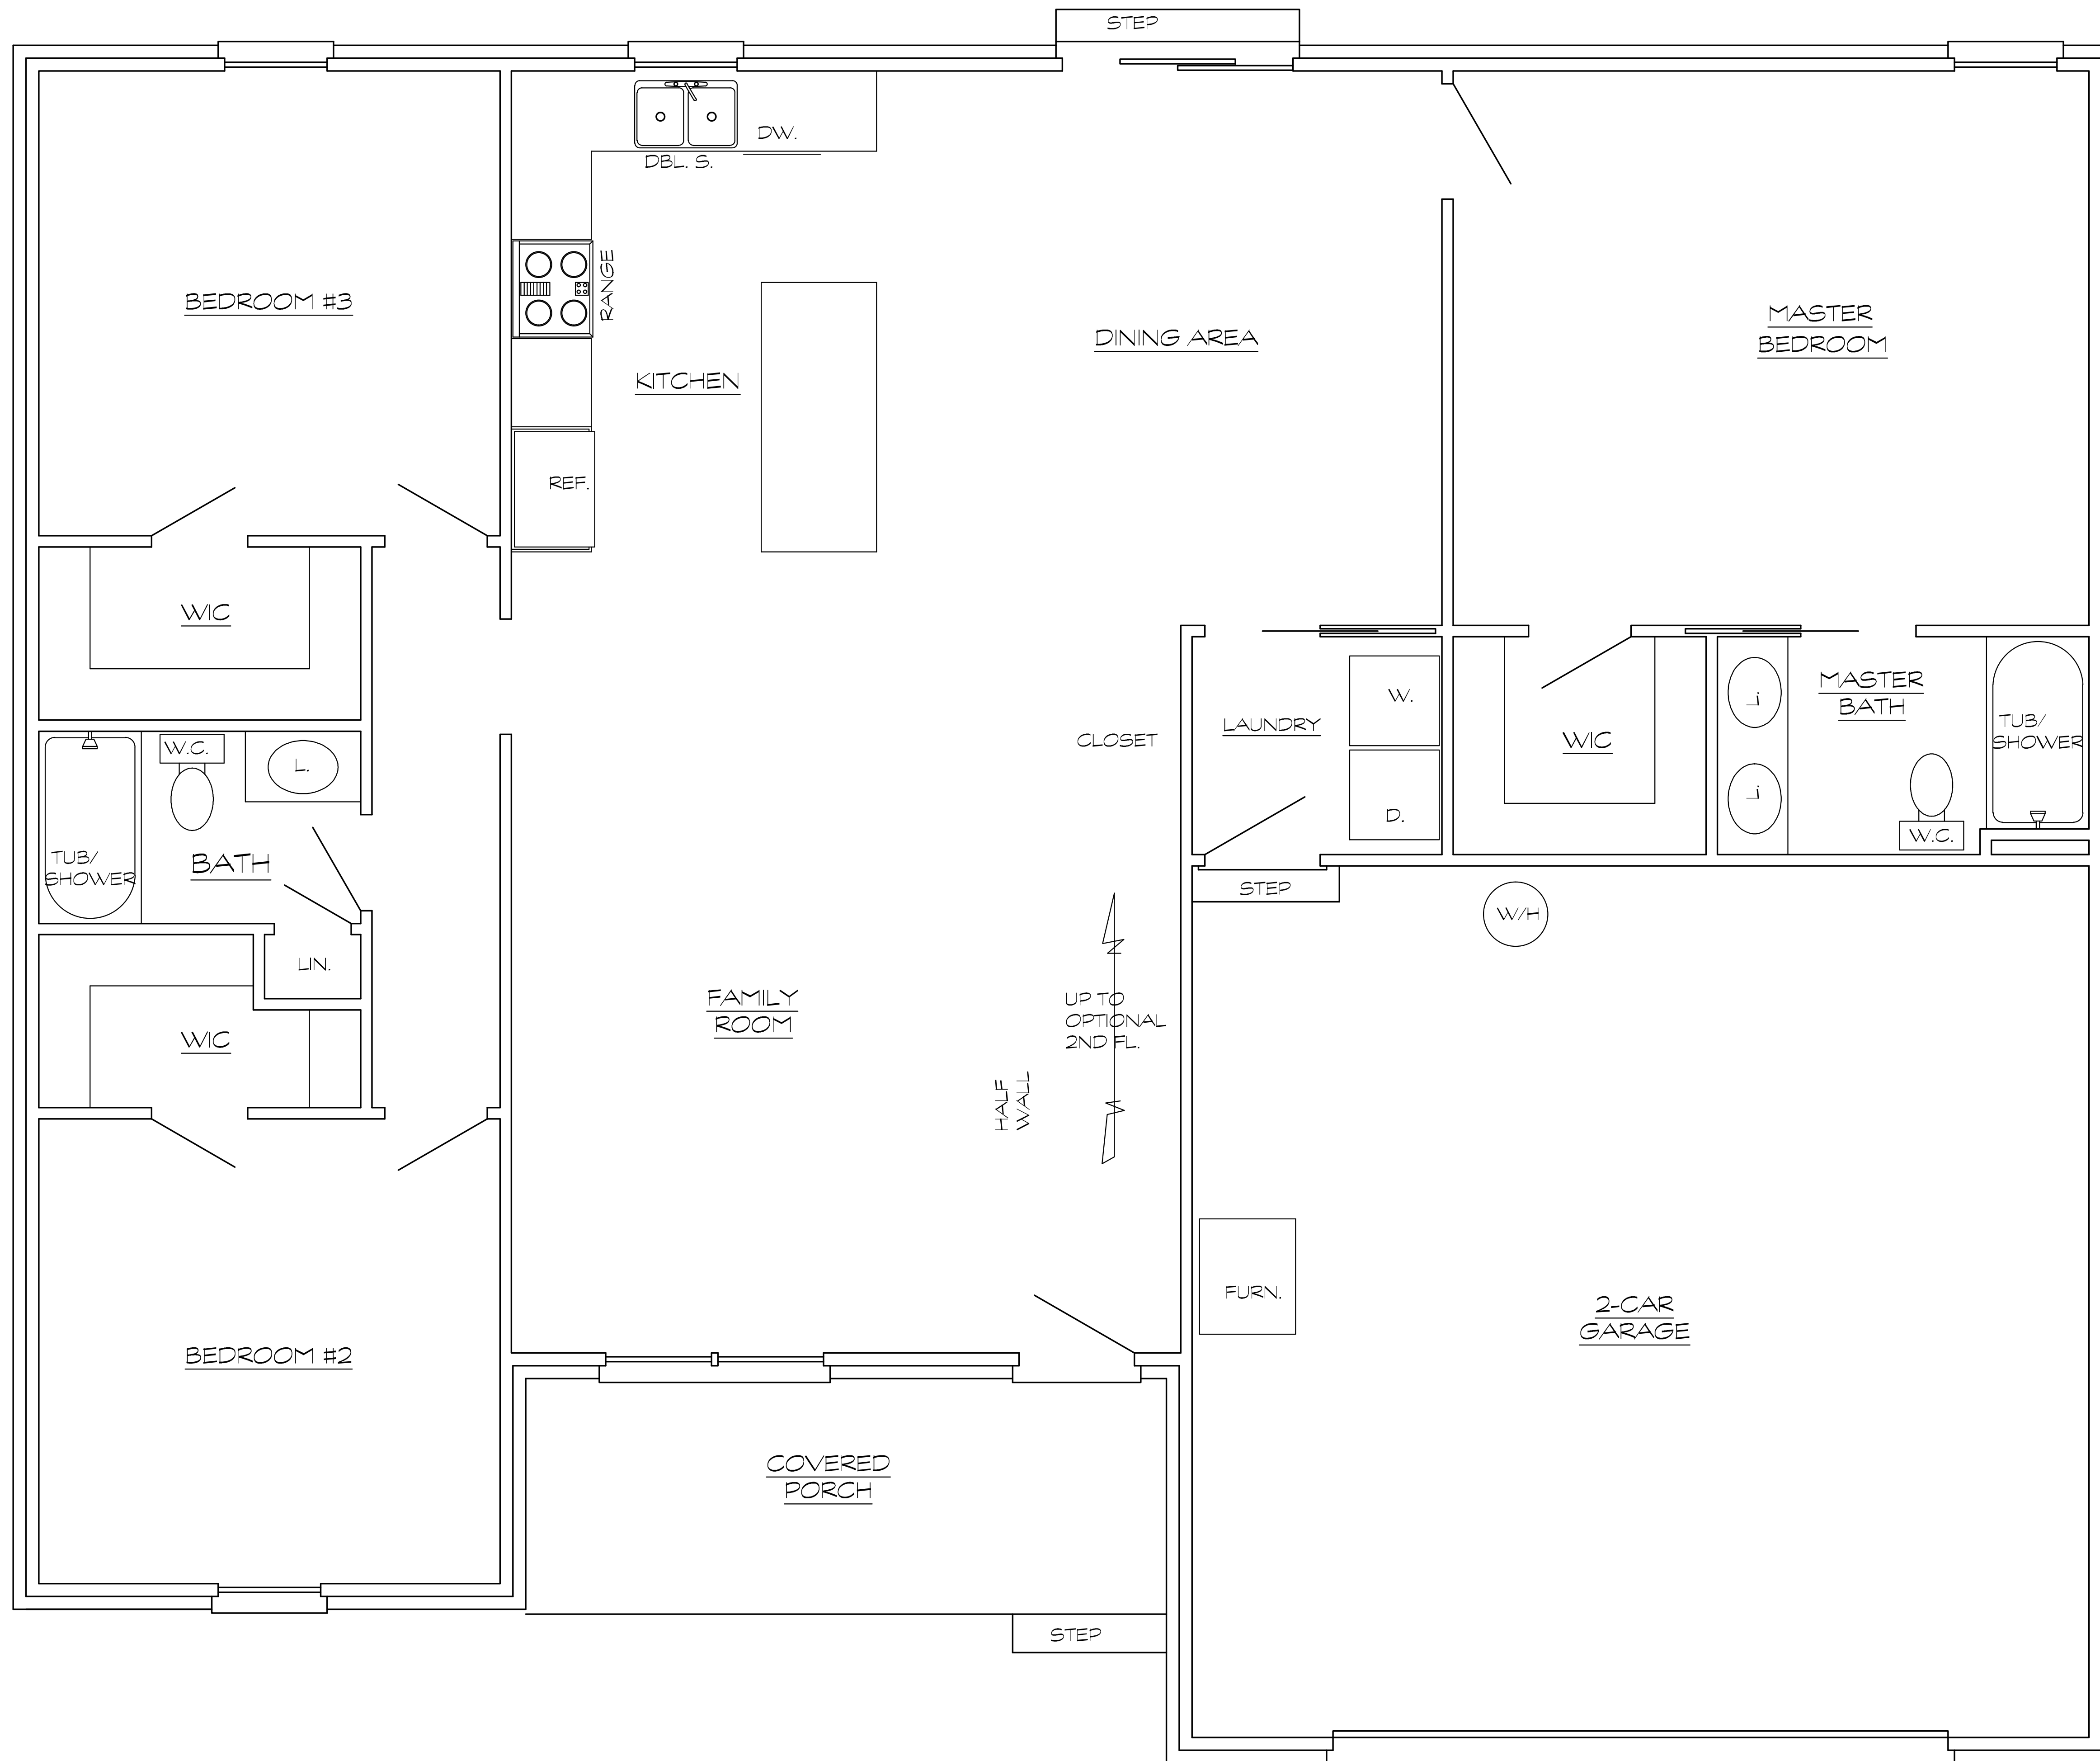 STEP
DW.
DBL. S.
RANGE
BEDROOM #3
KITCHEN
DINING AREA
MASTER
BEDROOM
REF.
WIC
CLOSET
LAUNDRY
W.
D.
WIC
L.
L.
MASTER
BATH
TUB/
SHOWER
W.C.
W.C.
L.
TUB/
SHOWER
BATH
LIN.
WIC
STEP
W/H
FAMILY
ROOM
UP TO
OPTIONAL
2ND FL.
HALF
WALL
FURN.
2-CAR
GARAGE
BEDROOM #2
COVERED
PORCH
STEP